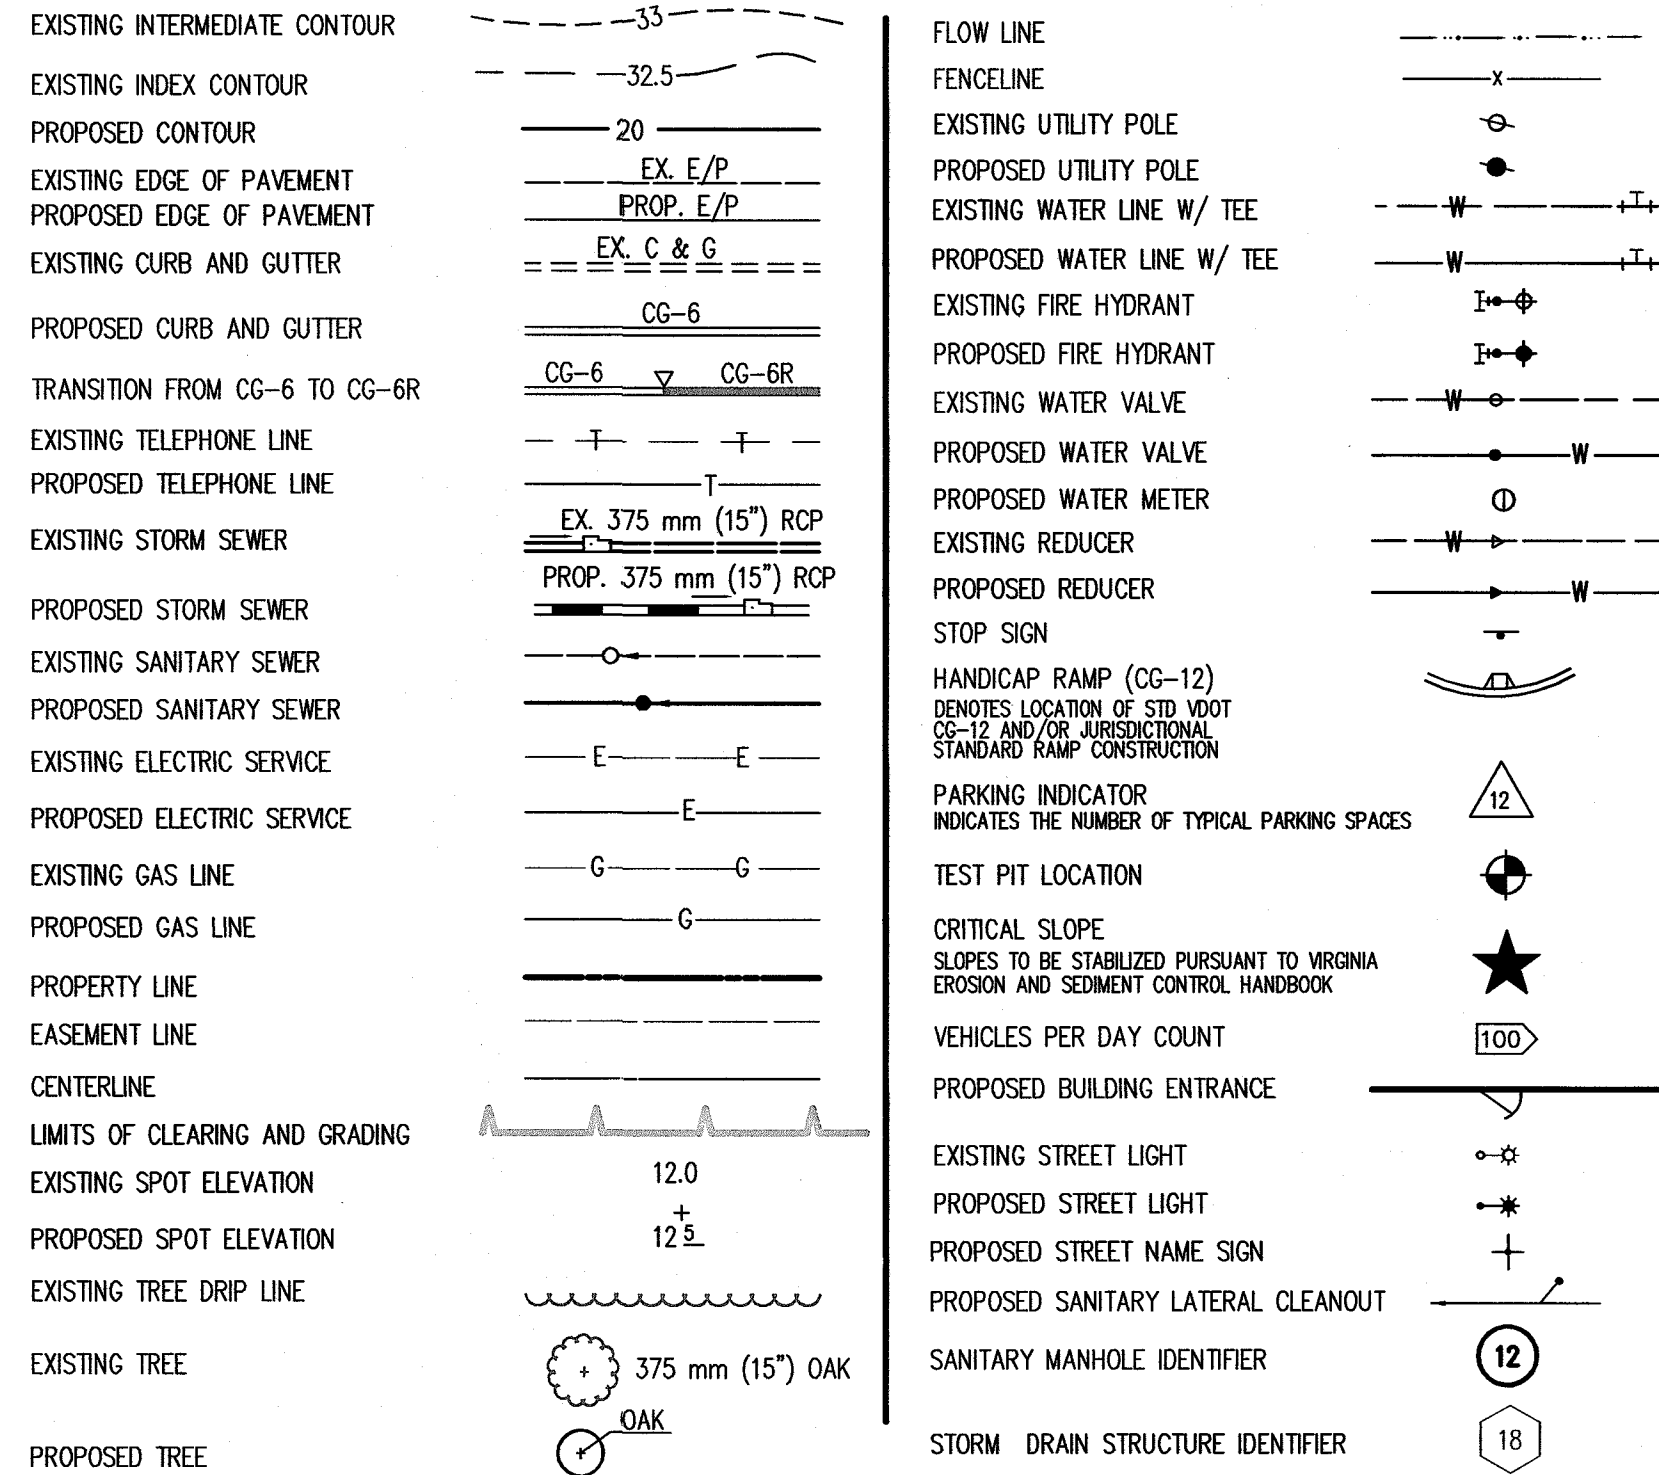 EXISTING INTERMEDIATE CONTOUR
33
EXISTING INDEX CONTOUR
32.5
PROPOSED CONTOUR
20
EXISTING EDGE OF PAVEMENT
EX. E/P
PROPOSED EDGE OF PAVEMENT
PROP. E/P
EXISTING CURB AND GUTTER
EX. C & G
PROPOSED CURB AND GUTTER
CG-6
TRANSITION FROM CG-6 TO CG-6R
CG-6 CG-6R
EXISTING TELEPHONE LINE
T T
PROPOSED TELEPHONE LINE
T
EXISTING STORM SEWER
EX. 375 mm (15") RCP
PROPOSED STORM SEWER
PROP. 375 mm (15") RCP
EXISTING SANITARY SEWER
PROPOSED SANITARY SEWER
EXISTING ELECTRIC SERVICE
E E
PROPOSED ELECTRIC SERVICE
E
EXISTING GAS LINE
G G
PROPOSED GAS LINE
G
PROPERTY LINE
EASEMENT LINE
CENTERLINE
LIMITS OF CLEARING AND GRADING
EXISTING SPOT ELEVATION
12.0
PROPOSED SPOT ELEVATION
+
12 5
EXISTING TREE DRIP LINE
EXISTING TREE
+ 375 mm (15") OAK
PROPOSED TREE
OAK
+
FLOW LINE
FENCELINE
X
EXISTING UTILITY POLE
PROPOSED UTILITY POLE
EXISTING WATER LINE W/ TEE
W T
PROPOSED WATER LINE W/ TEE
W T
EXISTING FIRE HYDRANT
PROPOSED FIRE HYDRANT
EXISTING WATER VALVE
W
PROPOSED WATER VALVE
W
PROPOSED WATER METER
EXISTING REDUCER
W
PROPOSED REDUCER
W
STOP SIGN
HANDICAP RAMP (CG-12)
DENOTES LOCATION OF STD VDOT
CG-12 AND/OR JURISDICTIONAL
STANDARD RAMP CONSTRUCTION
PARKING INDICATOR
INDICATES THE NUMBER OF TYPICAL PARKING SPACES
12
TEST PIT LOCATION
CRITICAL SLOPE
SLOPES TO BE STABILIZED PURSUANT TO VIRGINIA
EROSION AND SEDIMENT CONTROL HANDBOOK
VEHICLES PER DAY COUNT
100
PROPOSED BUILDING ENTRANCE
EXISTING STREET LIGHT
PROPOSED STREET LIGHT
PROPOSED STREET NAME SIGN
PROPOSED SANITARY LATERAL CLEANOUT
SANITARY MANHOLE IDENTIFIER
12
STORM DRAIN STRUCTURE IDENTIFIER
18